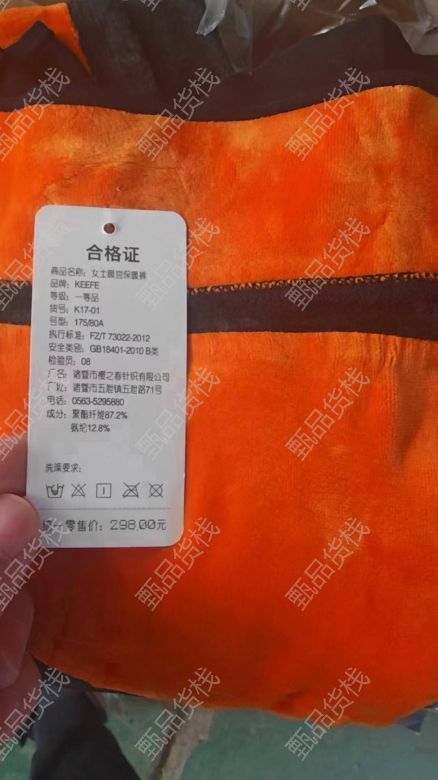 合格证
商品名称: 女士暖宫保暖裤
品牌: KEEFE
等级: 一等品
货号: K17-01
号型: 175/80A
执行标准: FZ/T 73022-2012
安全类别: GB18401-2010 B类
检验员: 08
厂名: 诸暨市樱之春针织有限公司
厂址: 诸暨市五泄镇五泄路71号
电话: 0563-5295880
成分: 聚酯纤维87.2%
氨纶12.8%
洗涤要求:
统一零售价: 298.00元
甄品货栈